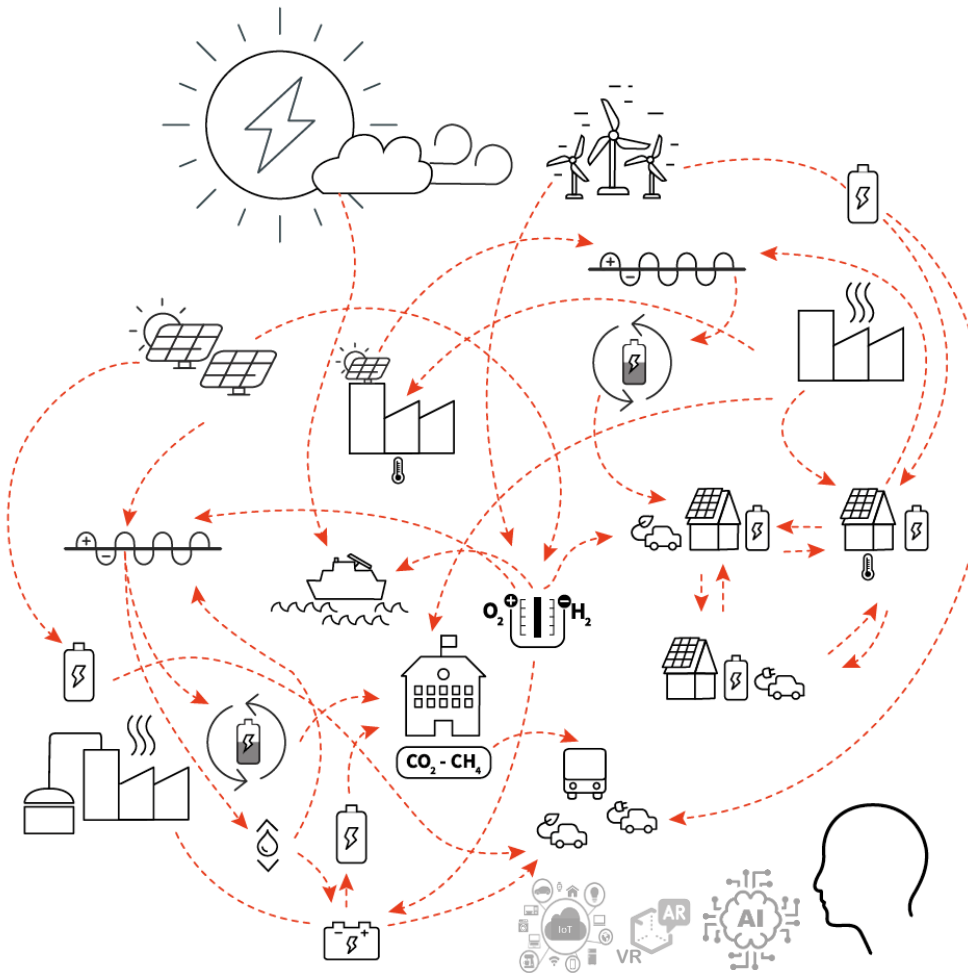 +
−
+
−
O₂ + − H₂
CO₂ - CH₄
− +
IoT
VR
AR
AI